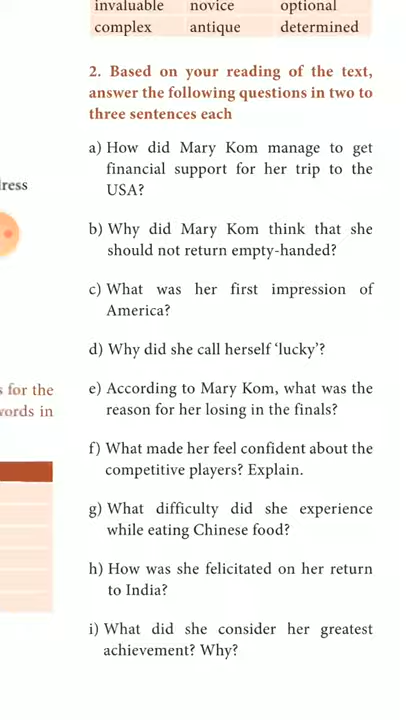 invaluable novice optional
complex antique determined
2. Based on your reading of the text,
answer the following questions in two to
three sentences each
a) How did Mary Kom manage to get
financial support for her trip to the
USA?
dress
b) Why did Mary Kom think that she
should not return empty-handed?
c) What was her first impression of
America?
d) Why did she call herself ‘lucky’?
s for the
words in
e) According to Mary Kom, what was the
reason for her losing in the finals?
f) What made her feel confident about the
competitive players? Explain.
g) What difficulty did she experience
while eating Chinese food?
h) How was she felicitated on her return
to India?
i) What did she consider her greatest
achievement? Why?